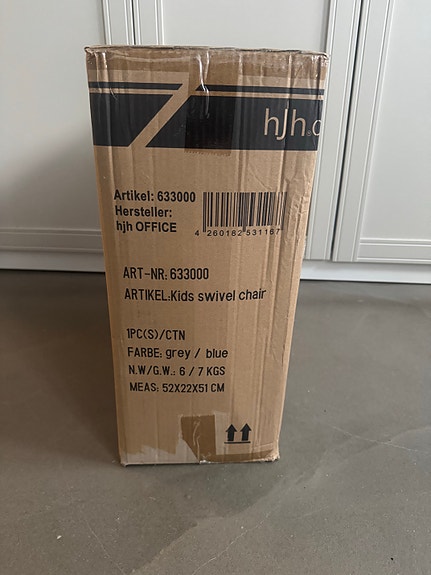 hjh
Artikel: 633000
Hersteller:
hjh OFFICE
4 260182 531167
ART-NR: 633000
ARTIKEL:Kids swivel chair
1PC(S)/CTN
FARBE: grey / blue
N.W/G.W.: 6 / 7 KGS
MEAS: 52X22X51 CM